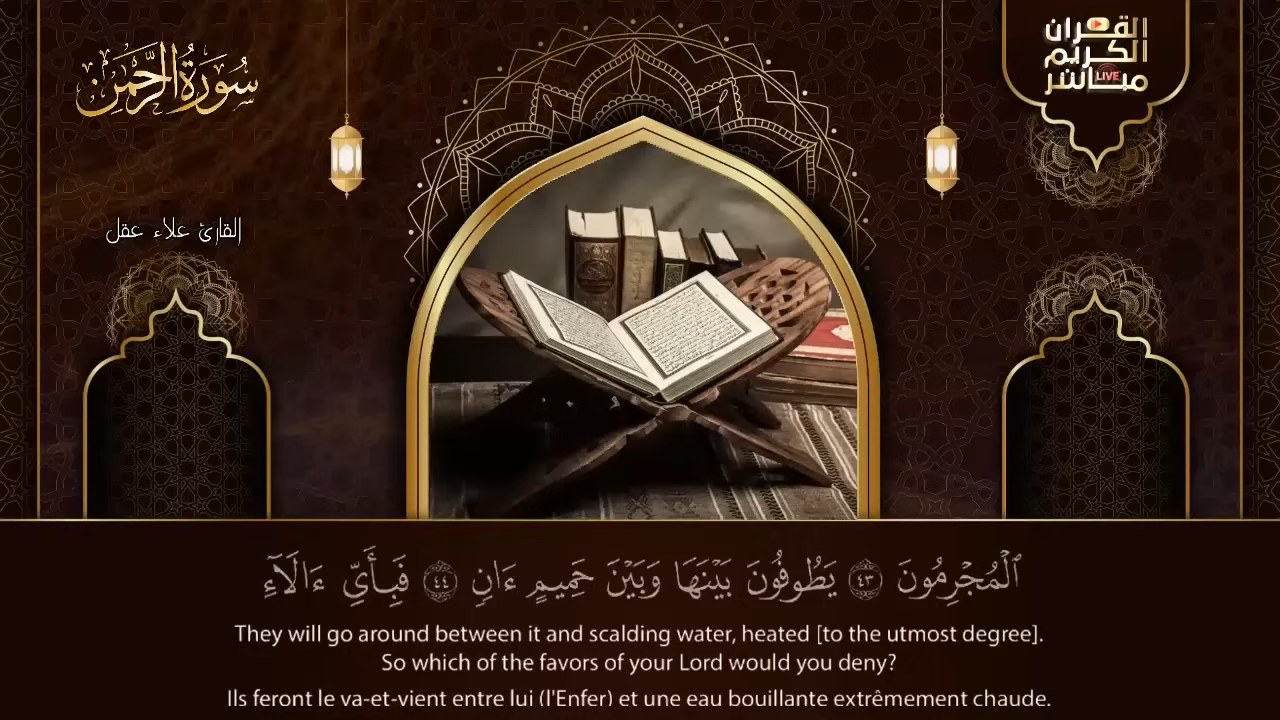 سُورَةُ الرَّحْمَٰن
القرآن
الكريم
مباشر
LIVE
القارئ علاء عقل
ٱلْمُجْرِمُونَ ٤٣ يَطُوفُونَ بَيْنَهَا وَبَيْنَ حَمِيمٍ ءَانٍ ٤٤ فَبِأَىِّ ءَالَآءِ
They will go around between it and scalding water, heated [to the utmost degree].
So which of the favors of your Lord would you deny?
Ils feront le va-et-vient entre lui (l'Enfer) et une eau bouillante extrêmement chaude.